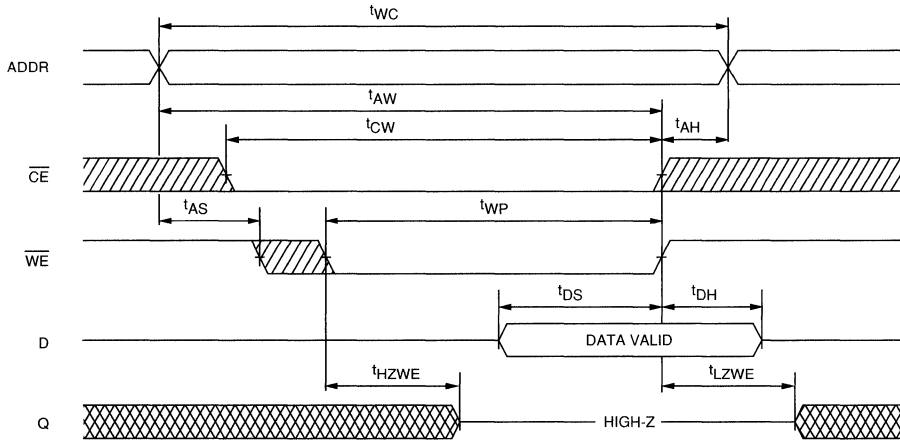 tWC
ADDR
tAW
tCW
tAH
CE
tAS
tWP
WE
tDS
tDH
D
DATA VALID
tHZWE
tLZWE
Q
HIGH-Z